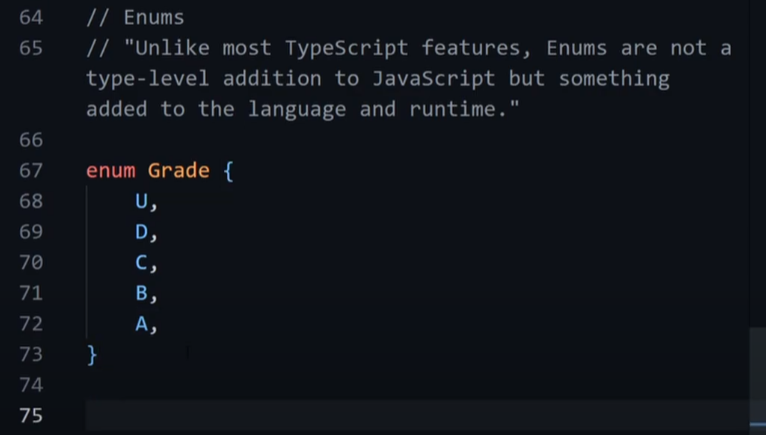 64 // Enums
65 // "Unlike most TypeScript features, Enums are not a
type-level addition to JavaScript but something
added to the language and runtime."
66
67 enum Grade {
68 U,
69 D,
70 C,
71 B,
72 A,
73 }
74
75